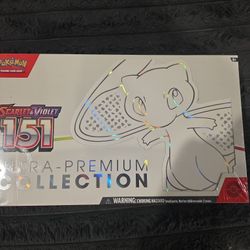 Pokémon
SCARLET & VIOLET
151
ULTRA-PREMIUM
COLLECTION
WARNING: CHOKING HAZARD